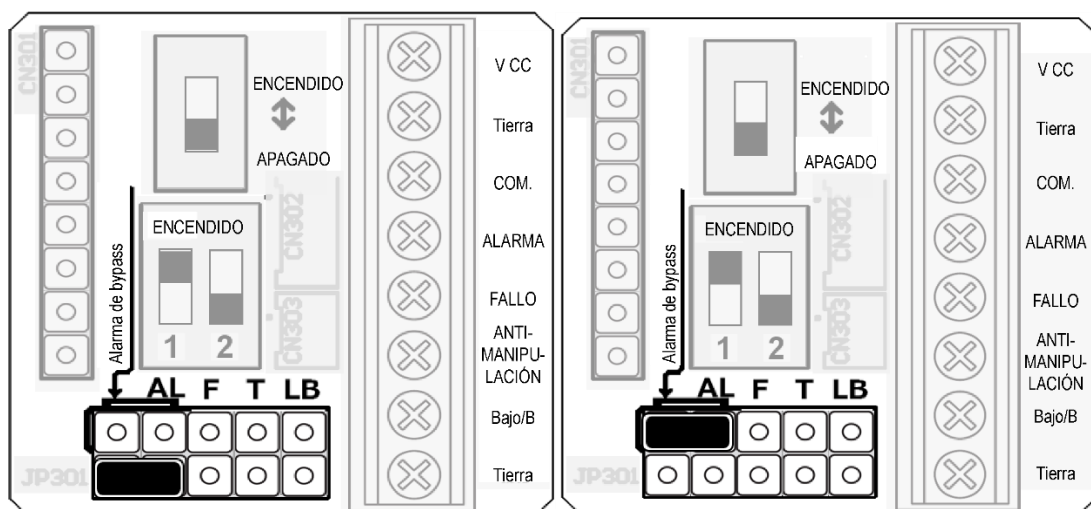 CN301
ENCENDIDO
APAGADO
Alarma de bypass
ENCENDIDO
1 2
CN302
CN303
AL F T LB
JP301
V CC
Tierra
COM.
ALARMA
FALLO
ANTI-
MANIPU-
LACIÓN
Bajo/B
Tierra
CN301
ENCENDIDO
APAGADO
Alarma de bypass
ENCENDIDO
1 2
CN302
CN303
AL F T LB
JP301
V CC
Tierra
COM.
ALARMA
FALLO
ANTI-
MANIPU-
LACIÓN
Bajo/B
Tierra